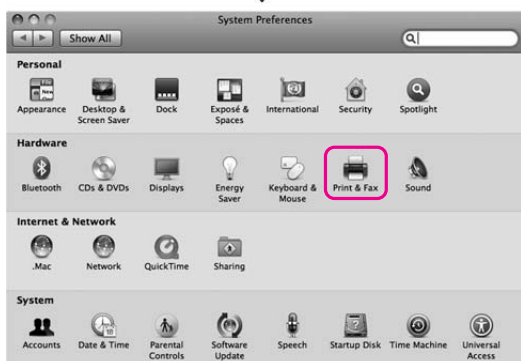 System Preferences
Show All
Personal
Appearance Desktop & Screen Saver Dock Exposé & Spaces International Security Spotlight
Hardware
Bluetooth CDs & DVDs Displays Energy Saver Keyboard & Mouse Print & Fax Sound
Internet & Network
.Mac Network QuickTime Sharing
System
Accounts Date & Time Parental Controls Software Update Speech Startup Disk Time Machine Universal Access